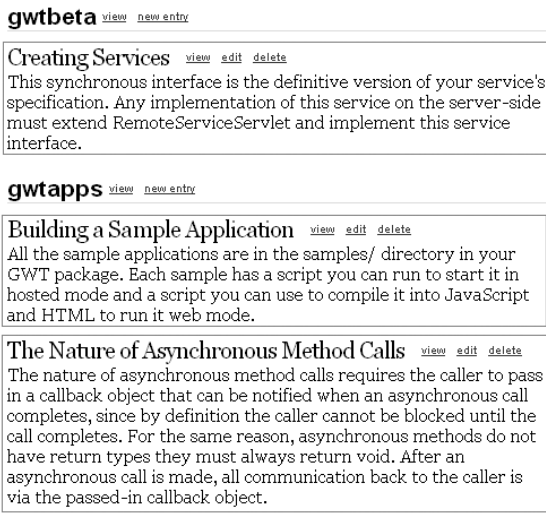 gwtbeta view new entry
Creating Services view edit delete
This synchronous interface is the definitive version of your service's
specification. Any implementation of this service on the server-side
must extend RemoteServiceServlet and implement this service
interface.
gwtapps view new entry
Building a Sample Application view edit delete
All the sample applications are in the samples/ directory in your
GWT package. Each sample has a script you can run to start it in
hosted mode and a script you can use to compile it into JavaScript
and HTML to run it web mode.
The Nature of Asynchronous Method Calls view edit delete
The nature of asynchronous method calls requires the caller to pass
in a callback object that can be notified when an asynchronous call
completes, since by definition the caller cannot be blocked until the
call completes. For the same reason, asynchronous methods do not
have return types they must always return void. After an
asynchronous call is made, all communication back to the caller is
via the passed-in callback object.